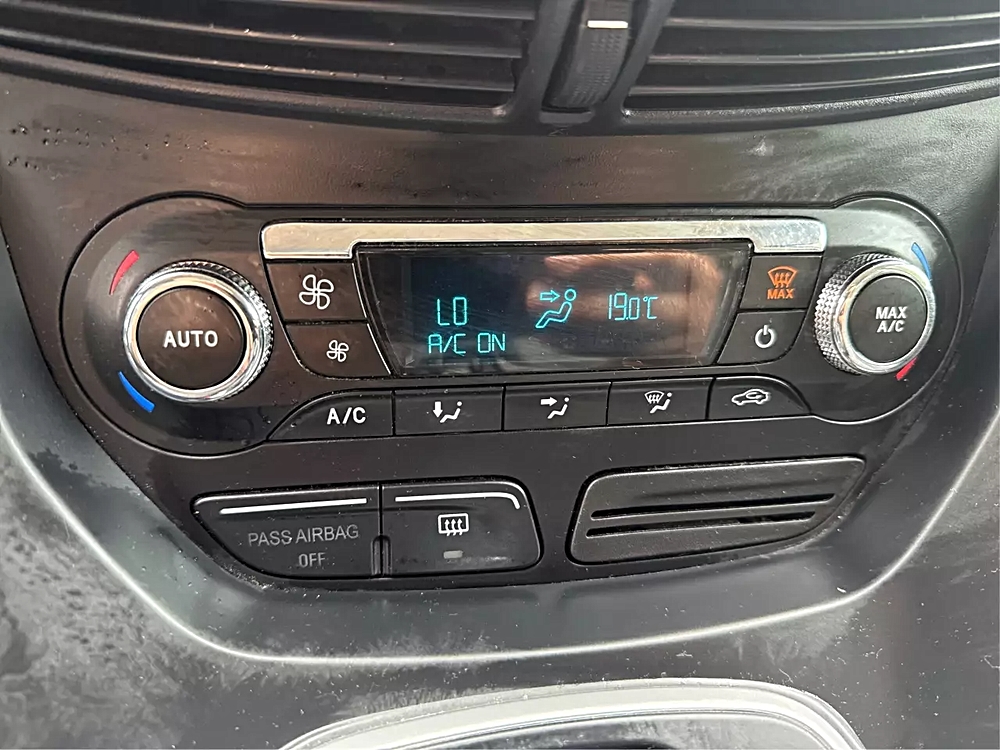 AUTO
LO
A/C ON
19.0°C
MAX
MAX
A/C
A/C
PASS AIRBAG
OFF